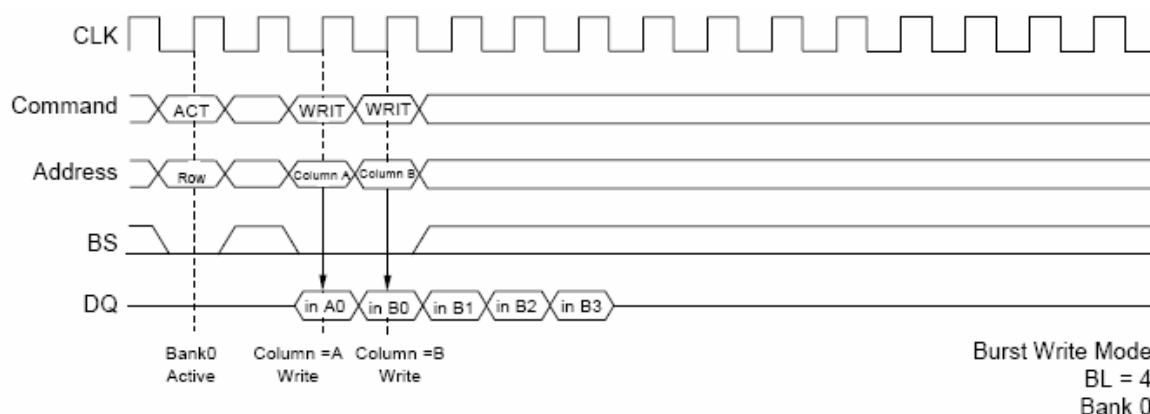 CLK
Command ACT WRIT WRIT
Address Row Column A Column B
BS
DQ in A0 in B0 in B1 in B2 in B3
Bank0 Column =A Column =B
Active Write Write
Burst Write Mode
BL = 4
Bank 0